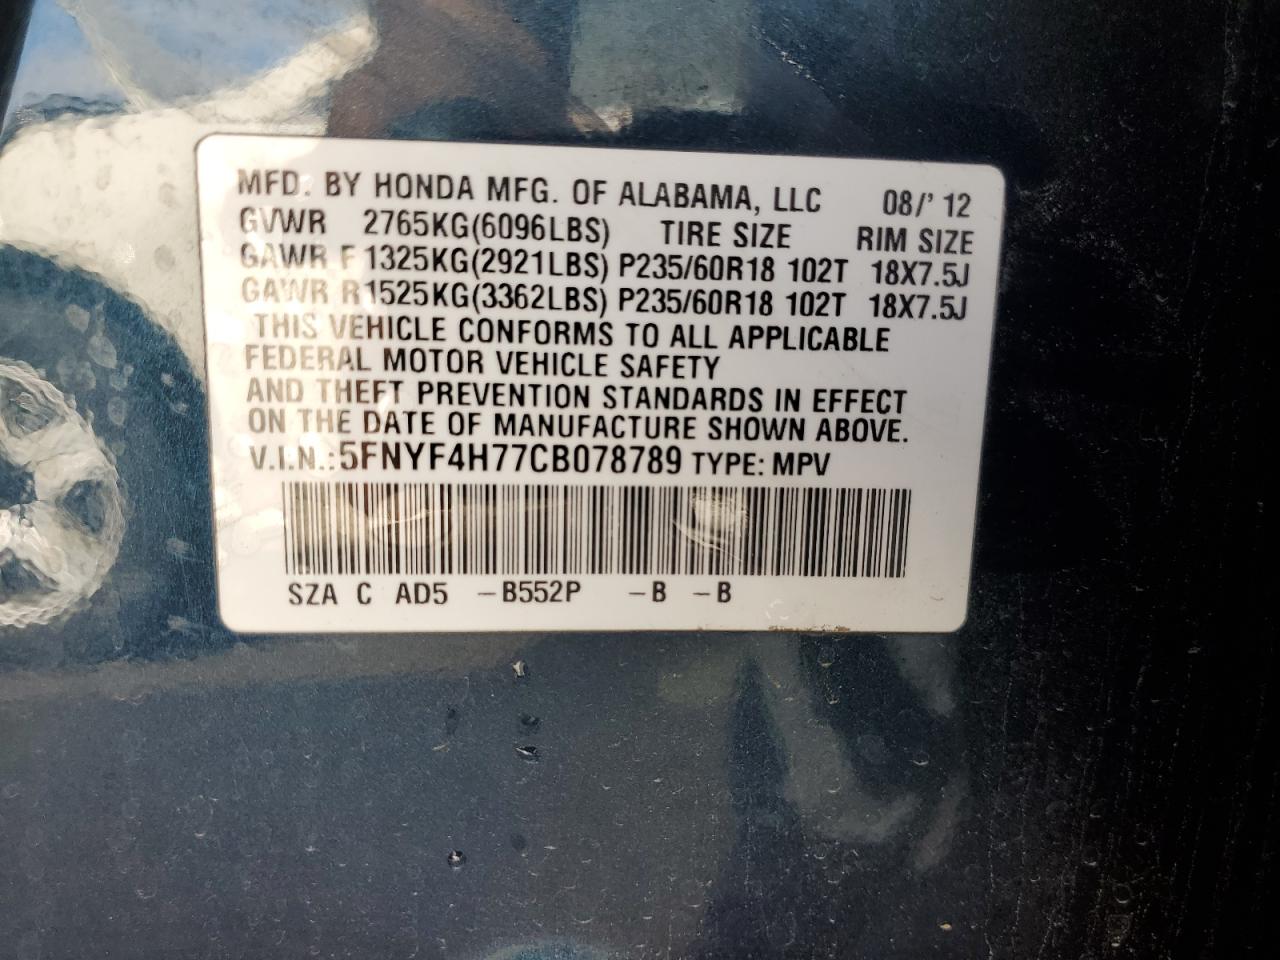 MFD. BY HONDA MFG. OF ALABAMA, LLC 08/'12
GVWR 2765KG(6096LBS) TIRE SIZE RIM SIZE
GAWR F 1325KG(2921LBS) P235/60R18 102T 18X7.5J
GAWR R1525KG(3362LBS) P235/60R18 102T 18X7.5J
THIS VEHICLE CONFORMS TO ALL APPLICABLE
FEDERAL MOTOR VEHICLE SAFETY
AND THEFT PREVENTION STANDARDS IN EFFECT
ON THE DATE OF MANUFACTURE SHOWN ABOVE.
V.I.N.:5FNYF4H77CB078789 TYPE: MPV
SZA C AD5 -B552P -B -B